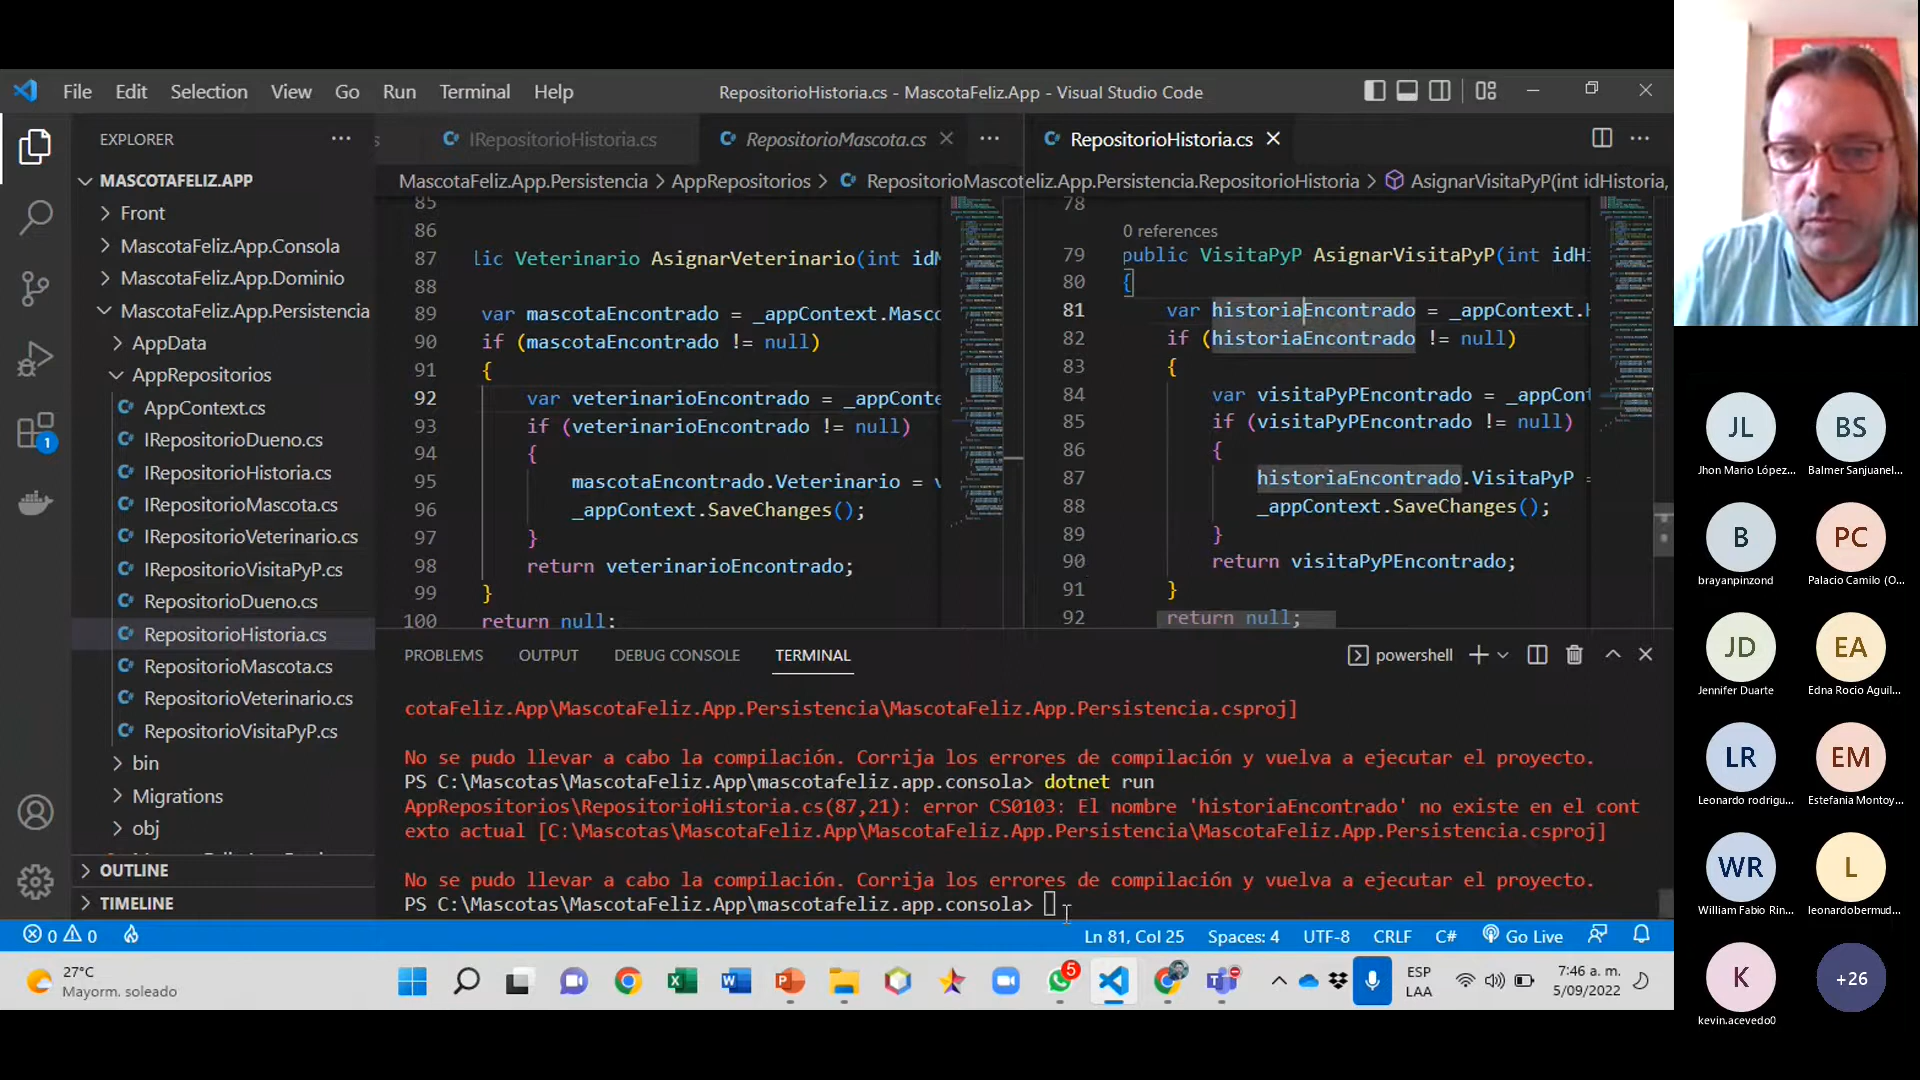 File Edit Selection View Go Run Terminal Help
RepositorioHistoria.cs - MascotaFeliz.App - Visual Studio Code
EXPLORER
MASCOTAFELIZ.APP
Front
MascotaFeliz.App.Consola
MascotaFeliz.App.Dominio
MascotaFeliz.App.Persistencia
AppData
AppRepositorios
AppContext.cs
IRepositorioDueno.cs
IRepositorioHistoria.cs
IRepositorioMascota.cs
IRepositorioVeterinario.cs
IRepositorioVisitaPyP.cs
RepositorioDueno.cs
RepositorioHistoria.cs
RepositorioMascota.cs
RepositorioVeterinario.cs
RepositorioVisitaPyP.cs
bin
Migrations
obj
OUTLINE
TIMELINE
1
IRepositorioHistoria.cs
RepositorioMascota.cs
MascotaFeliz.App.Persistencia > AppRepositorios > RepositorioMascot
85
86
87 lic Veterinario AsignarVeterinario(int idM
88
89 var mascotaEncontrado = _appContext.Masco
90 if (mascotaEncontrado != null)
91 {
92 var veterinarioEncontrado = _appConte
93 if (veterinarioEncontrado != null)
94 {
95 mascotaEncontrado.Veterinario = v
96 _appContext.SaveChanges();
97 }
98 return veterinarioEncontrado;
99 }
100 return null;
RepositorioHistoria.cs
eliz.App.Persistencia.RepositorioHistoria > AsignarVisitaPyP(int idHistoria,
78
0 references
79 public VisitaPyP AsignarVisitaPyP(int idHi
80 {
81 var historiaEncontrado = _appContext.H
82 if (historiaEncontrado != null)
83 {
84 var visitaPyPEncontrado = _appCont
85 if (visitaPyPEncontrado != null)
86 {
87 historiaEncontrado.VisitaPyP =
88 _appContext.SaveChanges();
89 }
90 return visitaPyPEncontrado;
91 }
92 return null;
PROBLEMS OUTPUT DEBUG CONSOLE TERMINAL
powershell
cotaFeliz.App\MascotaFeliz.App.Persistencia\MascotaFeliz.App.Persistencia.csproj]
No se pudo llevar a cabo la compilación. Corrija los errores de compilación y vuelva a ejecutar el proyecto.
PS C:\Mascotas\MascotaFeliz.App\mascotafeliz.app.consola> dotnet run
AppRepositorios\RepositorioHistoria.cs(87,21): error CS0103: El nombre 'historiaEncontrado' no existe en el cont
exto actual [C:\Mascotas\MascotaFeliz.App\MascotaFeliz.App.Persistencia\MascotaFeliz.App.Persistencia.csproj]
No se pudo llevar a cabo la compilación. Corrija los errores de compilación y vuelva a ejecutar el proyecto.
PS C:\Mascotas\MascotaFeliz.App\mascotafeliz.app.consola>
0 0
Ln 81, Col 25 Spaces: 4 UTF-8 CRLF C# Go Live
27°C
Mayorm. soleado
5
ESP
LAA
7:46 a. m.
5/09/2022
JL
Jhon Mario López...
BS
Balmer Sanjuanel...
B
brayanpinzond
PC
Palacio Camilo (O...
JD
Jennifer Duarte
EA
Edna Rocio Aguil...
LR
Leonardo rodrigu...
EM
Estefania Montoy...
WR
William Fabio Rin...
L
leonardobermud...
K
kevin.acevedo0
+26